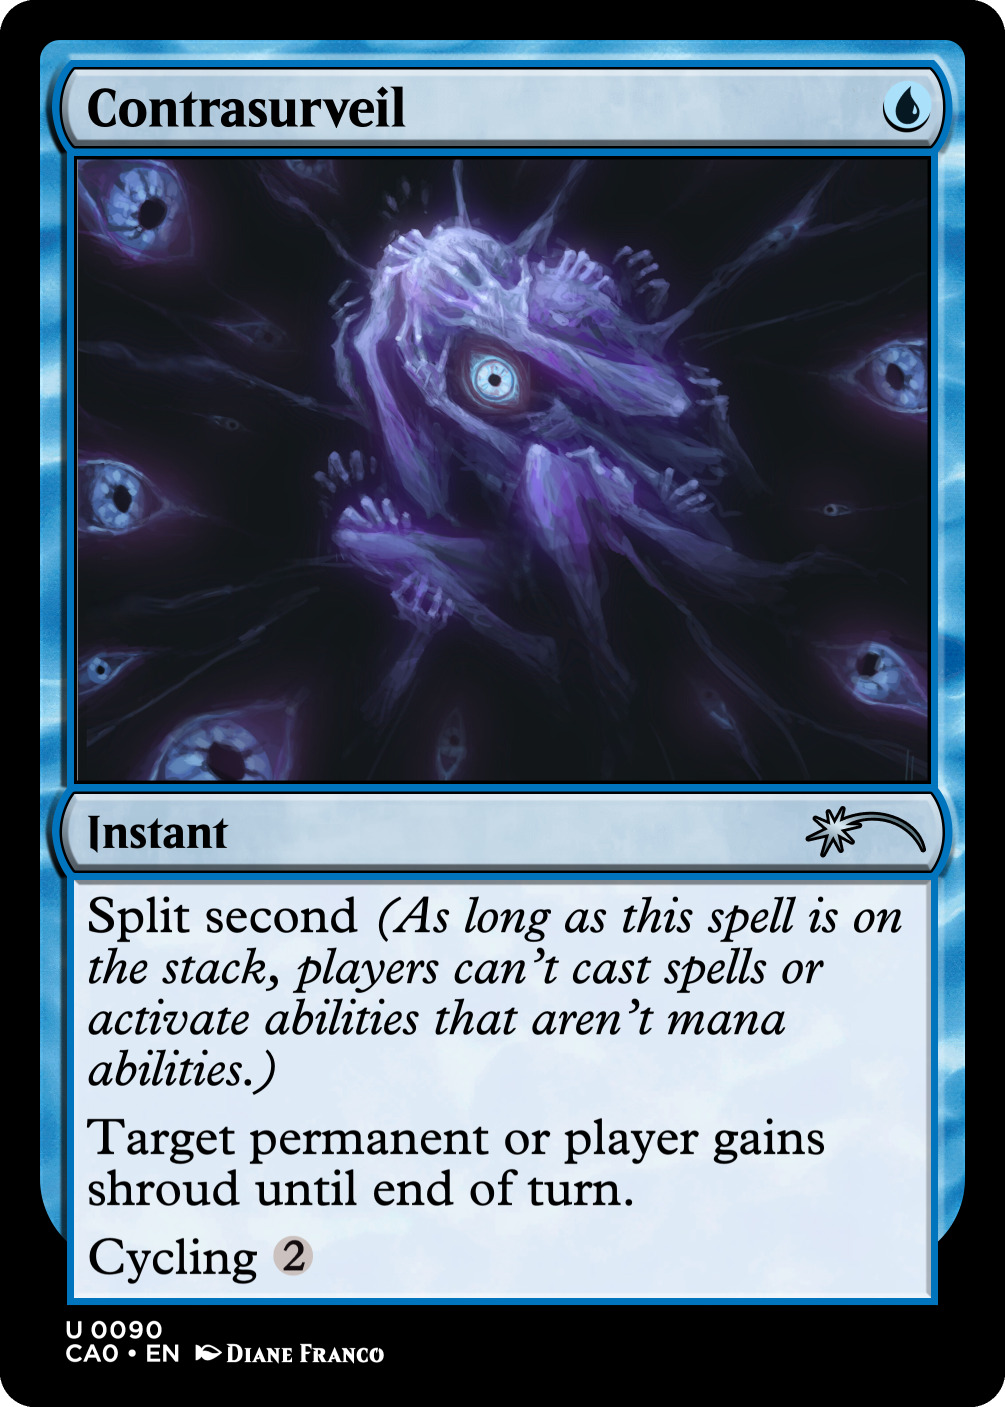 Contrasurveil
Instant
Split second (As long as this spell is on
the stack, players can't cast spells or
activate abilities that aren't mana
abilities.)
Target permanent or player gains
shroud until end of turn.
Cycling 2
U 0090
CAO • EN Diane Franco